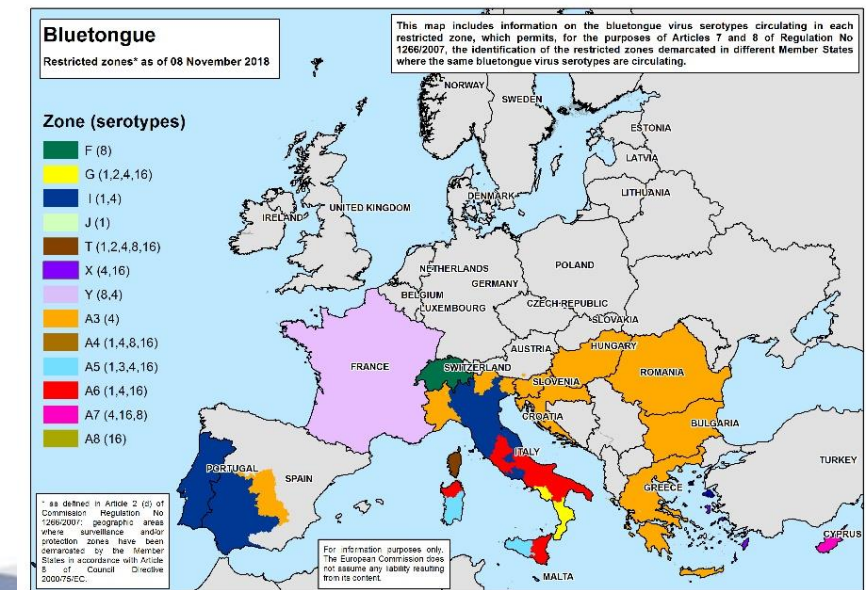 Bluetongue
Restricted zones* as of 08 November 2018
This map includes information on the bluetongue virus serotypes circulating in each
restricted zone, which permits, for the purposes of Articles 7 and 8 of Regulation No
1266/2007, the identification of the restricted zones demarcated in different Member States
where the same bluetongue virus serotypes are circulating.
Zone (serotypes)
F (8)
G (1,2,4,16)
I (1,4)
J (1)
T (1,2,4,8,16)
X (4,16)
Y (8,4)
A3 (4)
A4 (1,4,8,16)
A5 (1,3,4,16)
A6 (1,4,16)
A7 (4,16,8)
A8 (16)
NORWAY
SWEDEN
ESTONIA
LATVIA
LITHUANIA
DENMARK
IRELAND
UNITED KINGDOM
NETHERLANDS
POLAND
GERMANY
BELGIUM
LUXEMBOURG
CZECH-REPUBLIC
SLOVAKIA
AUSTRIA
HUNGARY
FRANCE
SWITZERLAND
SLOVENIA
ROMANIA
CROATIA
BULGARIA
ITALY
PORTUGAL
SPAIN
TURKEY
GREECE
CYPRUS
MALTA
* as defined in Article 2 (d) of
Commission Regulation No
1266/2007: geographic areas
where surveillance and/or
protection zones have been
demarcated by the Member
States in accordance with Article
8 of Council Directive
2000/75/EC.
For information purposes only.
The European Commission does
not assume any liability resulting
from its content.